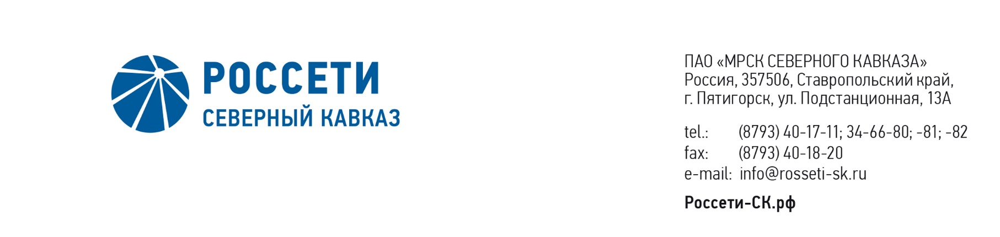 РОССЕТИ
СЕВЕРНЫЙ КАВКАЗ
ПАО «МРСК СЕВЕРНОГО КАВКАЗА»
Россия, 357506, Ставропольский край,
г. Пятигорск, ул. Подстанционная, 13А
tel.: (8793) 40-17-11; 34-66-80; -81; -82
fax: (8793) 40-18-20
e-mail: info@rosseti-sk.ru
Россети-СК.рф